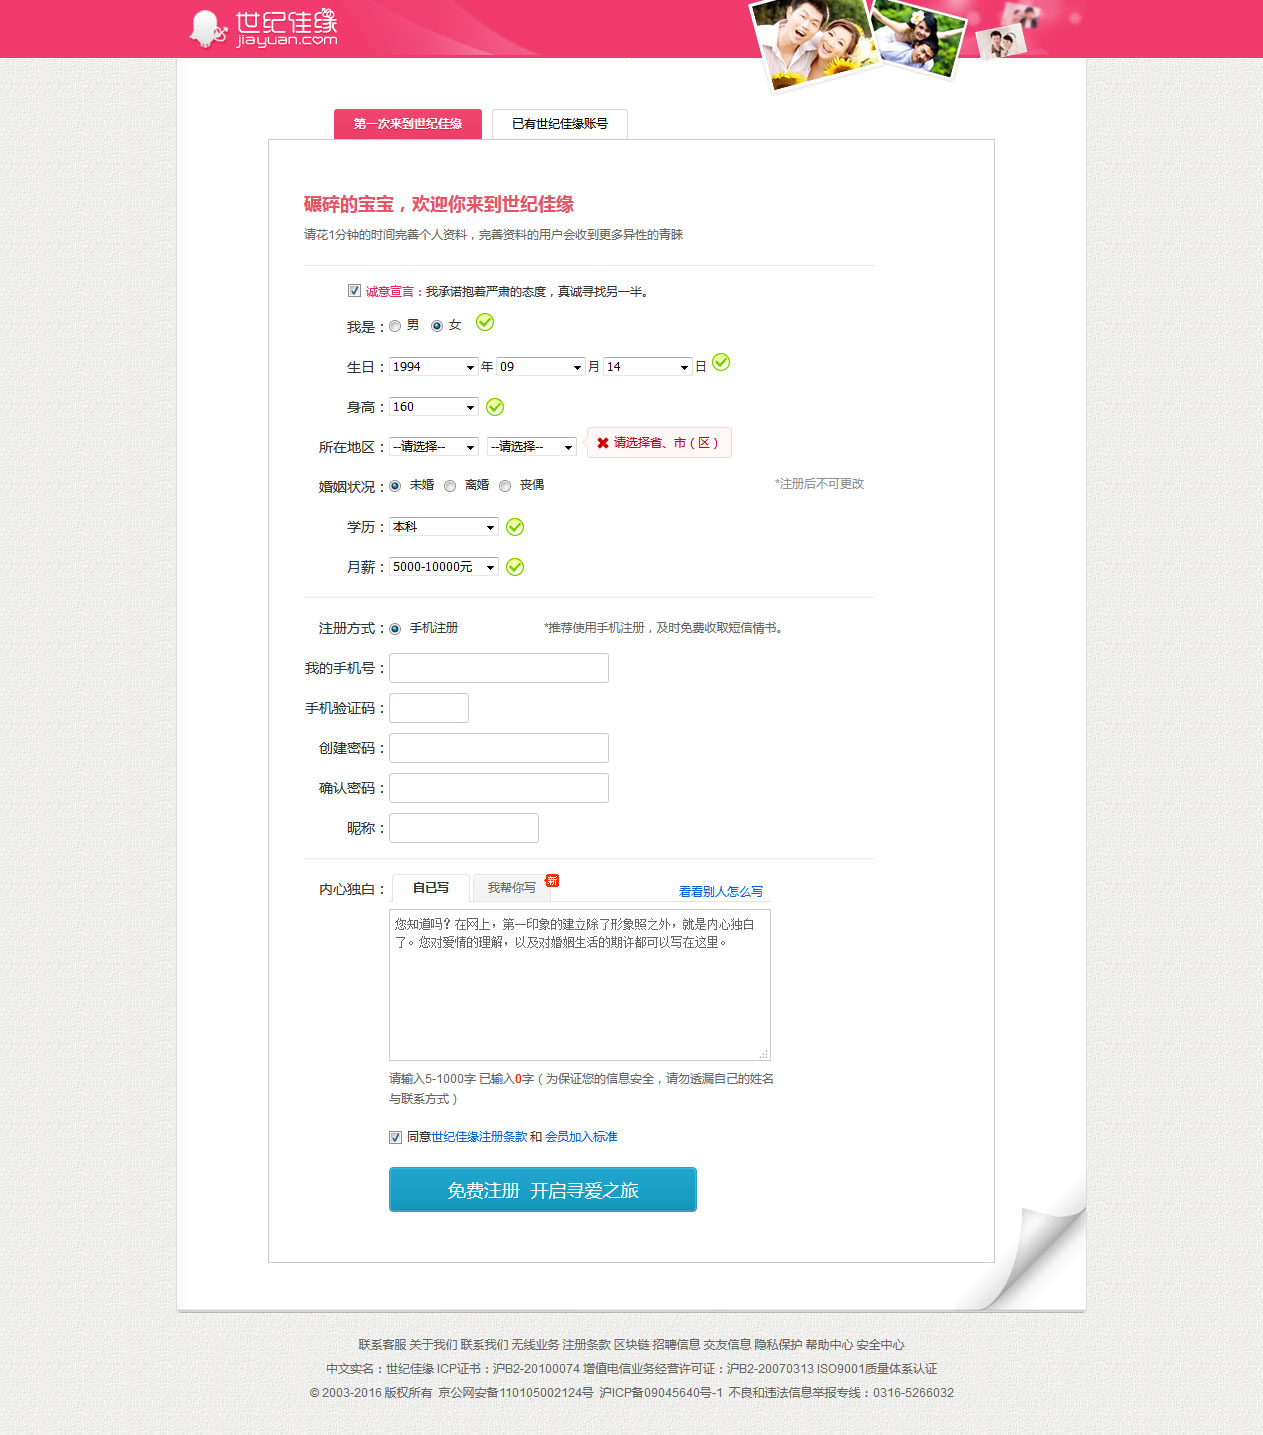 世纪佳缘
jiayuan.com
第一次来到世纪佳缘 已有世纪佳缘账号
碾碎的宝宝，欢迎你来到世纪佳缘
请花1分钟的时间完善个人资料，完善资料的用户会收到更多异性的青睐
诚意宣言：我承诺抱着严肃的态度，真诚寻找另一半。
我是： 男 女
生日： 1994 年 09 月 14 日
身高： 160
所在地区： --请选择-- --请选择-- 请选择省、市（区）
婚姻状况： 未婚 离婚 丧偶 *注册后不可更改
学历： 本科
月薪： 5000-10000元
注册方式： 手机注册 *推荐使用手机注册，及时免费收取短信情书。
我的手机号：
手机验证码：
创建密码：
确认密码：
昵称：
内心独白： 自已写 我帮你写 新 看看别人怎么写
您知道吗？在网上，第一印象的建立除了形象照之外，就是内心独白
了。您对爱情的理解，以及对婚姻生活的期许都可以写在这里。
请输入5-1000字 已输入0字（为保证您的信息安全，请勿透漏自己的姓名
与联系方式）
同意世纪佳缘注册条款 和 会员加入标准
免费注册 开启寻爱之旅
联系客服 关于我们 联系我们 无线业务 注册条款 区块链 招聘信息 交友信息 隐私保护 帮助中心 安全中心
中文实名：世纪佳缘 ICP证书：沪B2-20100074 增值电信业务经营许可证：沪B2-20070313 ISO9001质量体系认证
© 2003-2016 版权所有 京公网安备110105002124号 沪ICP备09045640号-1 不良和违法信息举报专线：0316-5266032